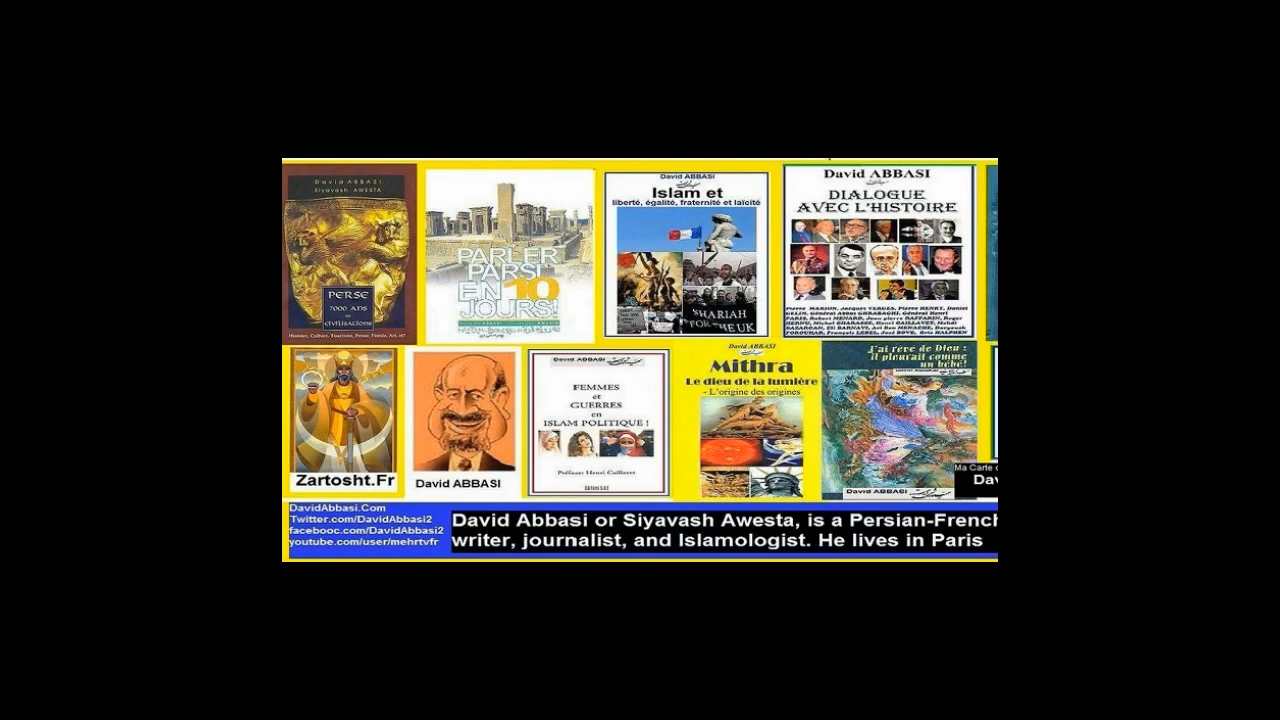 David ABBASI
Siyavash AWESTA
PERSE
7000 ANS
de
civilisations
PARLER
PARSI
EN 10
JOURS!
David ABBASI
Islam et
liberté, égalité, fraternité et laïcité
SHARIAH
FOR THE UK
David ABBASI
DIALOGUE
AVEC L'HISTOIRE
Zartosht.Fr
David ABBASI
David ABBASI
FEMMES
et
GUERRES
en
ISLAM POLITIQUE !
Préface: Henri Caillavet
David ABBASI
Mithra
Le dieu de la lumière
- L'origine des origines
J'ai rêvé de Dieu :
il pleurait comme
un bébé!
David ABBASI
Ma Carte d
Dav
DavidAbbasi.Com
Twitter.com/DavidAbbasi2
facebooc.com/DavidAbbasi2
youtube.com/user/mehrtvfr
David Abbasi or Siyavash Awesta, is a Persian-French
writer, journalist, and Islamologist. He lives in Paris